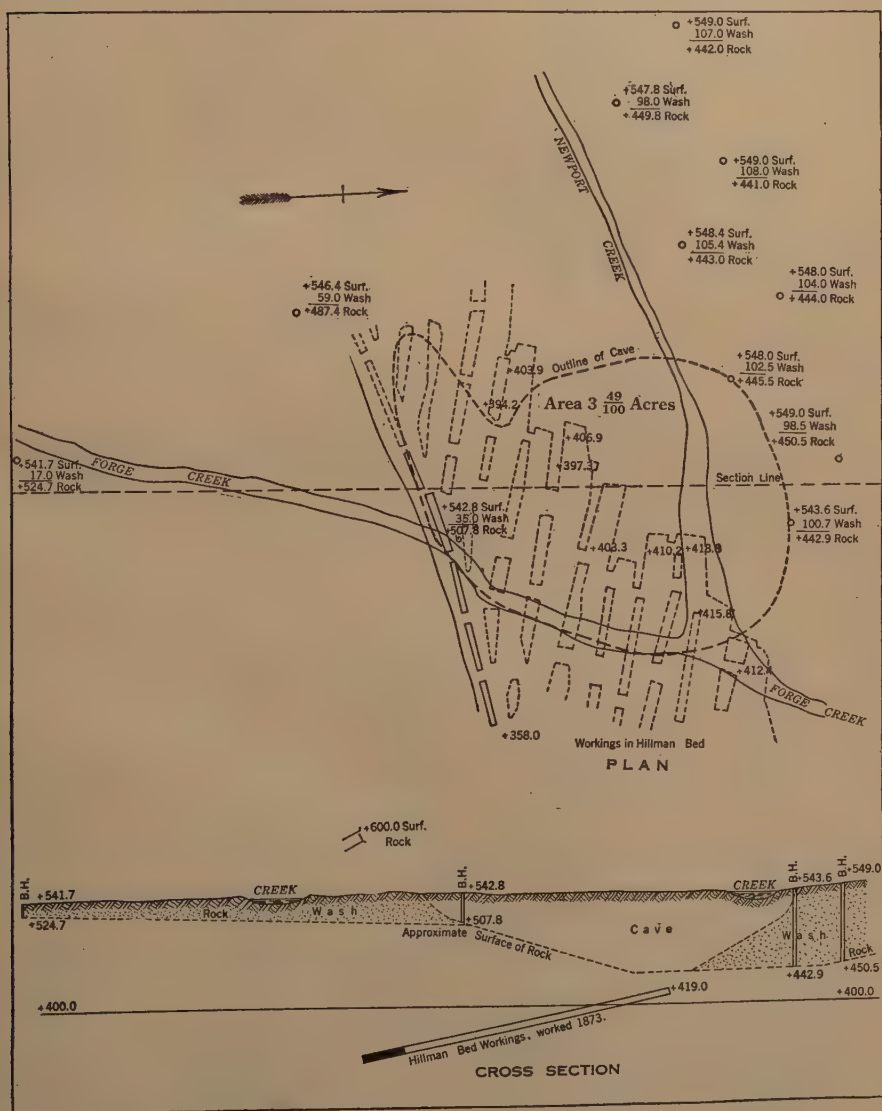 +549.0 Surf.
107.0 Wash
+442.0 Rock
+547.8 Surf.
98.0 Wash
+449.8 Rock
NEWPORT
CREEK
+549.0 Surf.
108.0 Wash
+441.0 Rock
+548.4 Surf.
105.4 Wash
+443.0 Rock
+548.0 Surf.
104.0 Wash
+444.0 Rock
+546.4 Surf.
59.0 Wash
+487.4 Rock
+548.0 Surf.
102.5 Wash
+445.5 Rock
Outline of Cave
+403.9
+394.2
Area 3 49/100 Acres
+549.0 Surf.
98.5 Wash
+450.5 Rock
+406.9
+397.3
FORGE
CREEK
+541.7 Surf.
17.0 Wash
+524.7 Rock
Section Line
+542.8 Surf.
35.0 Wash
+507.8 Rock
+543.6 Surf.
100.7 Wash
+442.9 Rock
+403.3
+410.2
+415.8
+412.4
FORGE
CREEK
+358.0
Workings in Hillman Bed
PLAN
+600.0 Surf.
Rock
B.H.
+541.7
CREEK
B.H.
+542.8
CREEK
B.H.
+543.6
B.H.
+549.0
Rock
Wash
+524.7
+507.8
Approximate Surface of Rock
Cave
Wash
Rock
+442.9
+450.5
+419.0
+400.0
+400.0
Hillman Bed Workings, worked 1873.
CROSS SECTION